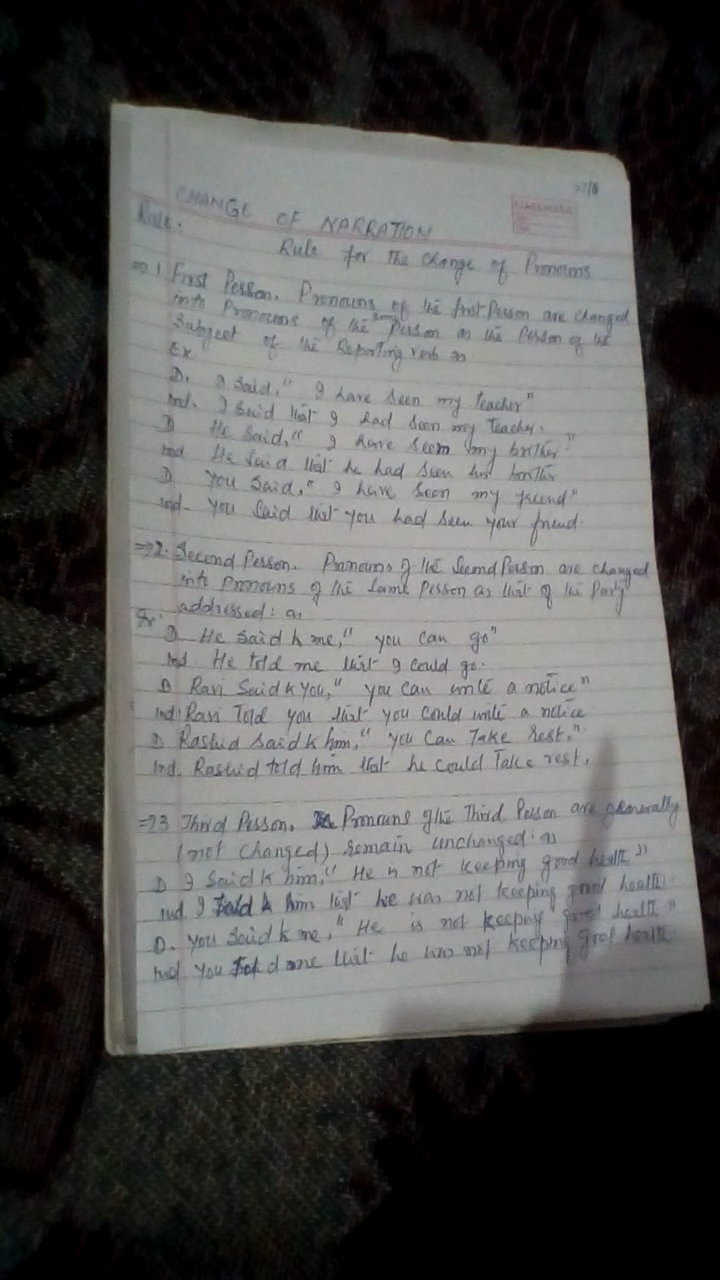 27/8
CLASSMATE
CHANGE OF NARRATION
Rule:
Rule for the change of Pronouns
⇒1. First Person. Pronouns of the first Person are changed
into Pronouns of the same Person as the Person of the
Subject of the Reporting verb as
Ex
D. I said, " I have seen my teacher"
Ind. I said that I had seen my teacher.
D He said, " I have seen my brother"
Ind He said that he had seen his brother
D. You said, " I have seen my friend"
Ind. You said that you had seen your friend.
⇒2. Second Person. Pronouns of the Second Person are changed
into pronouns of the same Person as that of the Party
addressed: as
Ex.
D He said to me, " you can go"
Ind He told me that I could go.
D Ravi Said to you, " you can write a notice"
Ind. Ravi Told you that you could write a notice
D Rashid said to him, " you Can Take rest."
Ind. Rashid told him that he could Take rest.
⇒3 Third Person. Pronouns of the Third Person are generally
(not changed) remain unchanged: as
D I Said to him, " He is not keeping good health"
Ind I told him that he was not keeping good health.
D. you said to me, " He is not keeping good health"
Ind you told me that he was not keeping good health.